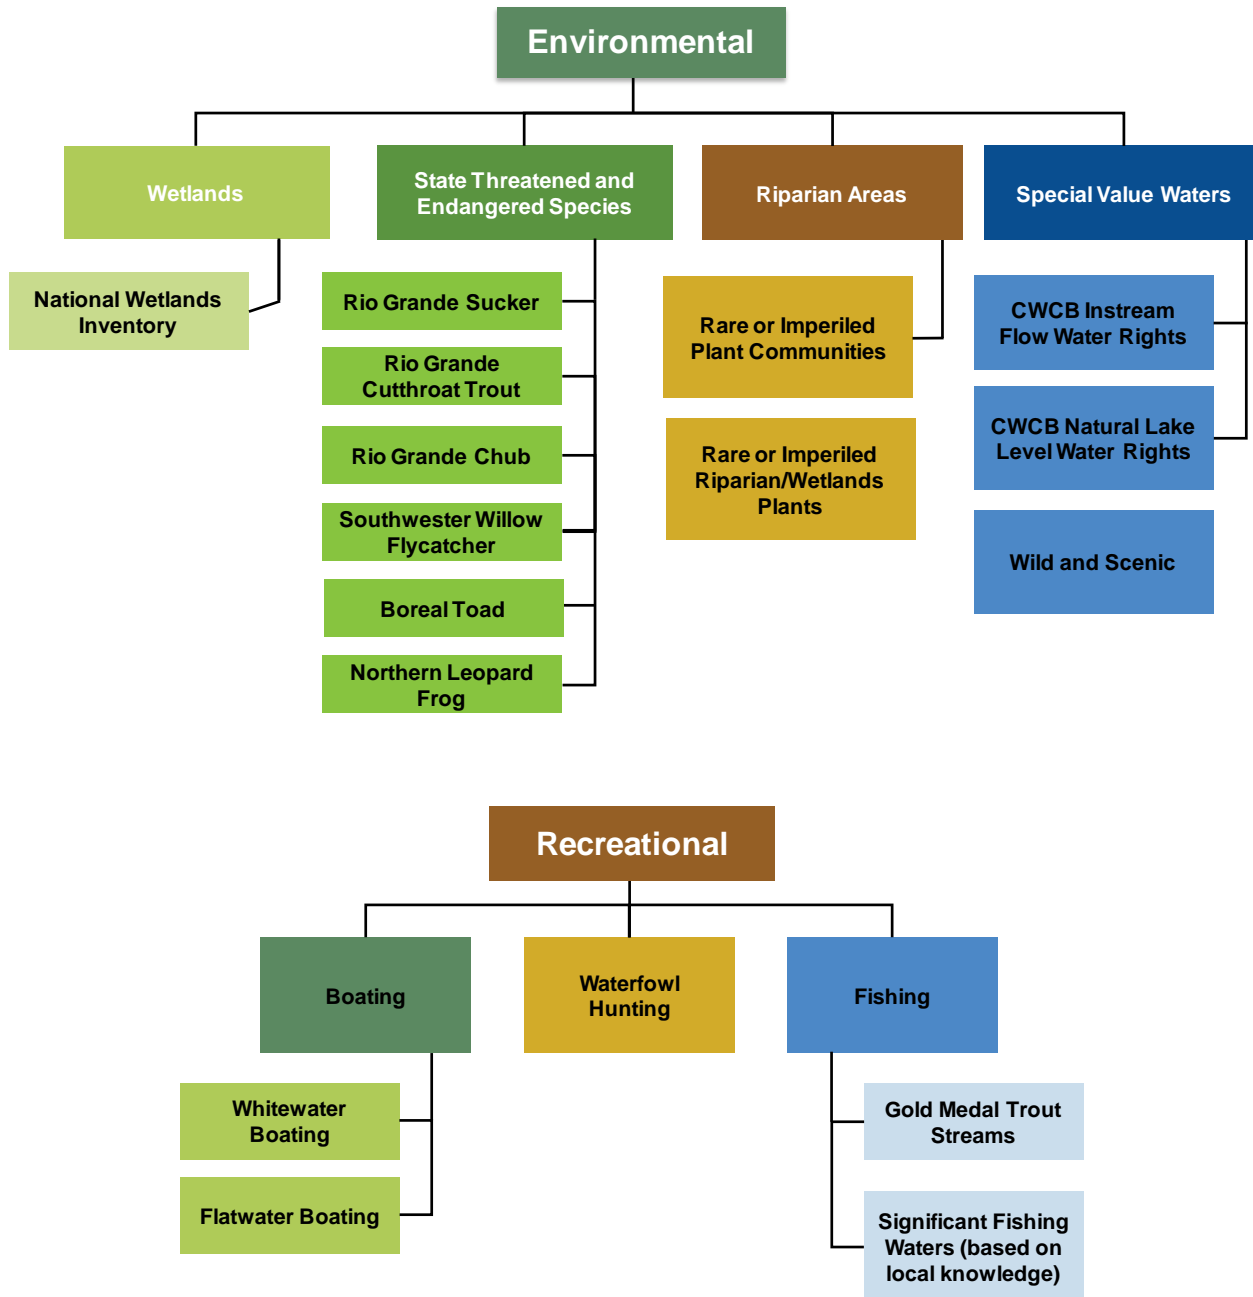 Environmental
Wetlands
State Threatened and
Endangered Species
Riparian Areas
Special Value Waters
National Wetlands
Inventory
Rio Grande Sucker
Rio Grande
Cutthroat Trout
Rio Grande Chub
Southwester Willow
Flycatcher
Boreal Toad
Northern Leopard
Frog
Rare or Imperiled
Plant Communities
Rare or Imperiled
Riparian/Wetlands
Plants
CWCB Instream
Flow Water Rights
CWCB Natural Lake
Level Water Rights
Wild and Scenic
Recreational
Boating
Waterfowl
Hunting
Fishing
Whitewater
Boating
Flatwater Boating
Gold Medal Trout
Streams
Significant Fishing
Waters (based on
local knowledge)